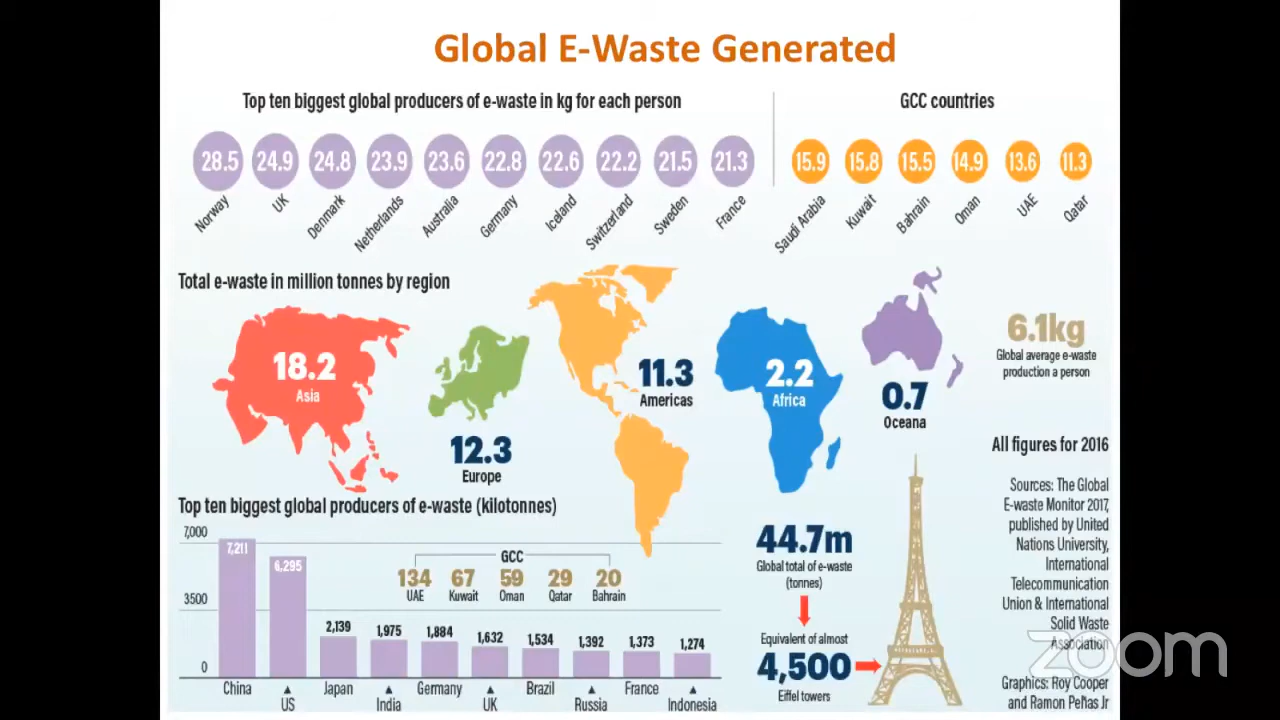 Global E-Waste Generated
Top ten biggest global producers of e-waste in kg for each person
28.5 24.9 24.8 23.9 23.6 22.8 22.6 22.2 21.5 21.3
Norway UK Denmark Netherlands Australia Germany Iceland Switzerland Sweden France
GCC countries
15.9 15.8 15.5 14.9 13.6 11.3
Saudi Arabia Kuwait Bahrain Oman UAE Qatar
Total e-waste in million tonnes by region
18.2
Asia
12.3
Europe
11.3
Americas
2.2
Africa
0.7
Oceana
6.1kg
Global average e-waste
production a person
All figures for 2016
Sources: The Global
E-waste Monitor 2017,
published by United
Nations University,
International
Telecommunication
Union & International
Solid Waste
Association
Graphics: Roy Cooper
and Ramon Peñas Jr
Top ten biggest global producers of e-waste (kilotonnes)
7,000
3500
0
7,211 6,295 2,139 1,975 1,884 1,632 1,534 1,392 1,373 1,274
China US Japan India Germany UK Brazil Russia France Indonesia
GCC
134 67 59 29 20
UAE Kuwait Oman Qatar Bahrain
44.7m
Global total of e-waste
(tonnes)
Equivalent of almost
4,500
Eiffel towers
zoom